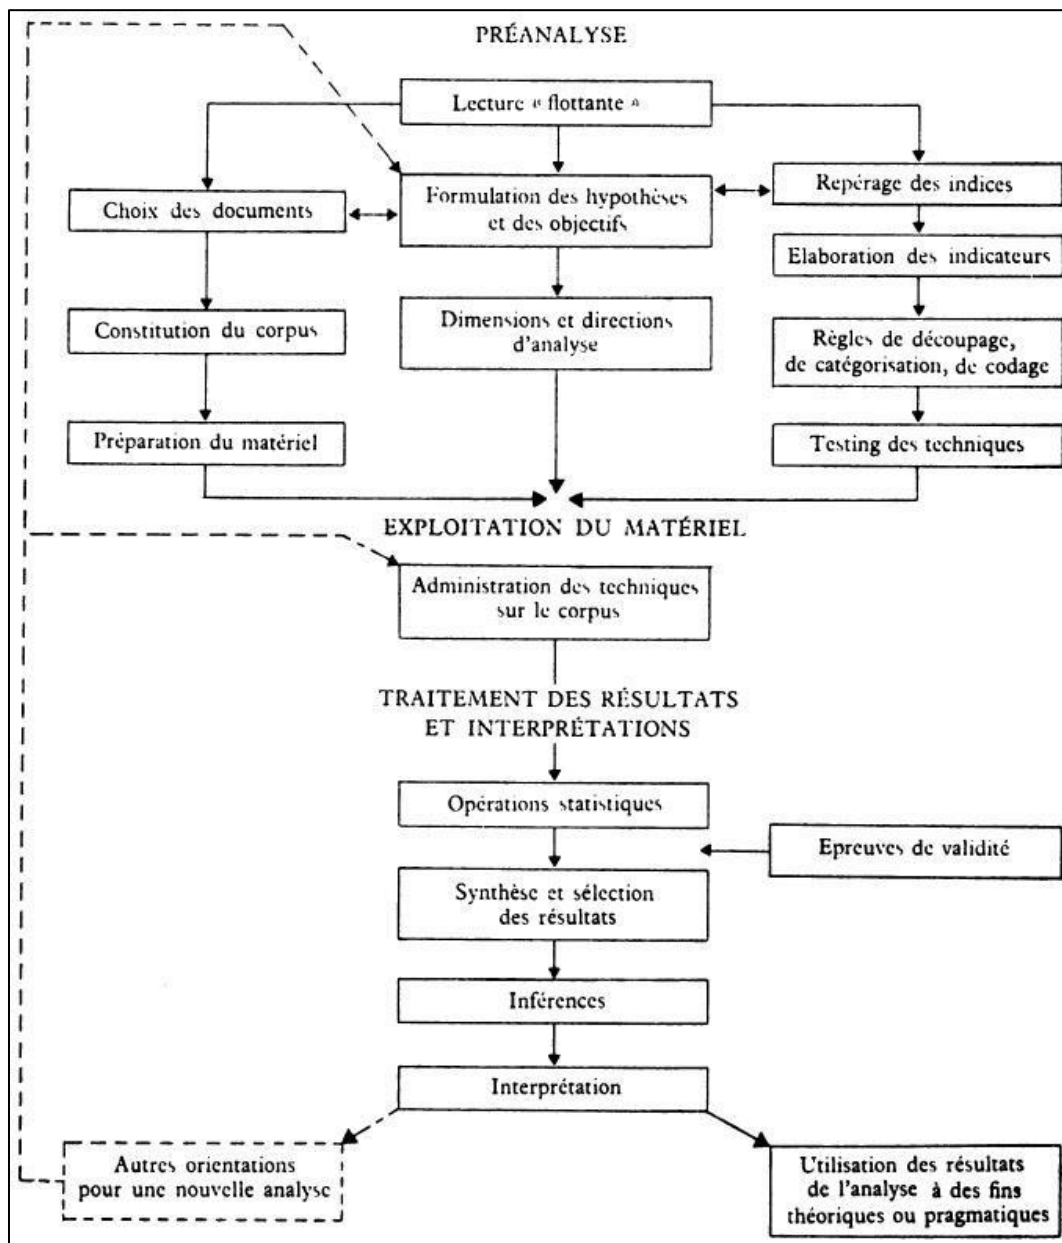 PRÉANALYSE
Lecture « flottante »
Choix des documents
Formulation des hypothèses
et des objectifs
Repérage des indices
Elaboration des indicateurs
Constitution du corpus
Dimensions et directions
d'analyse
Règles de découpage,
de catégorisation, de codage
Préparation du matériel
Testing des techniques
EXPLOITATION DU MATÉRIEL
Administration des techniques
sur le corpus
TRAITEMENT DES RÉSULTATS
ET INTERPRÉTATIONS
Opérations statistiques
Epreuves de validité
Synthèse et sélection
des résultats
Inférences
Interprétation
Autres orientations
pour une nouvelle analyse
Utilisation des résultats
de l'analyse à des fins
théoriques ou pragmatiques